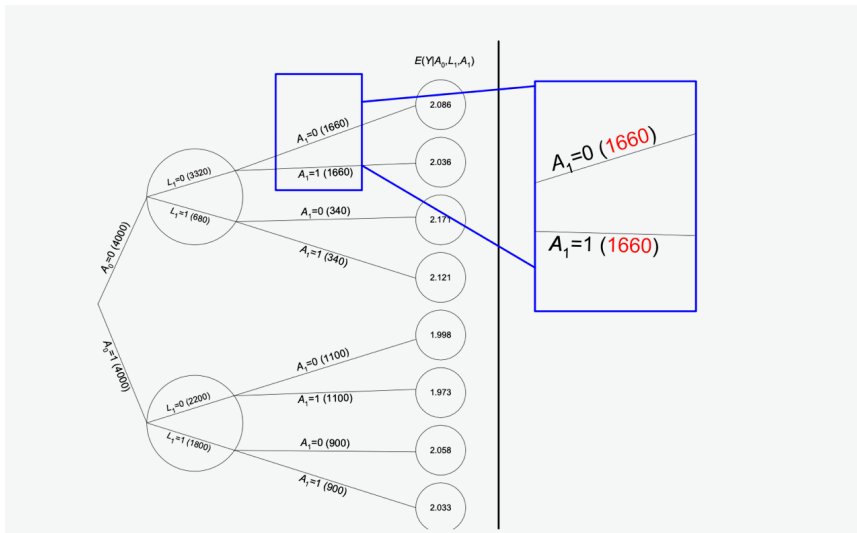 E(Y|A₀,L₁,A₁)
A₀=0 (4000)
L₁=0 (3320)
A₁=0 (1660)
2.086
A₁=1 (1660)
2.036
L₁=1 (680)
A₁=0 (340)
2.171
A₁=1 (340)
2.121
A₀=1 (4000)
L₁=0 (2200)
A₁=0 (1100)
1.998
A₁=1 (1100)
1.973
L₁=1 (1800)
A₁=0 (900)
2.058
A₁=1 (900)
2.033
A₁=0 (1660)
A₁=1 (1660)